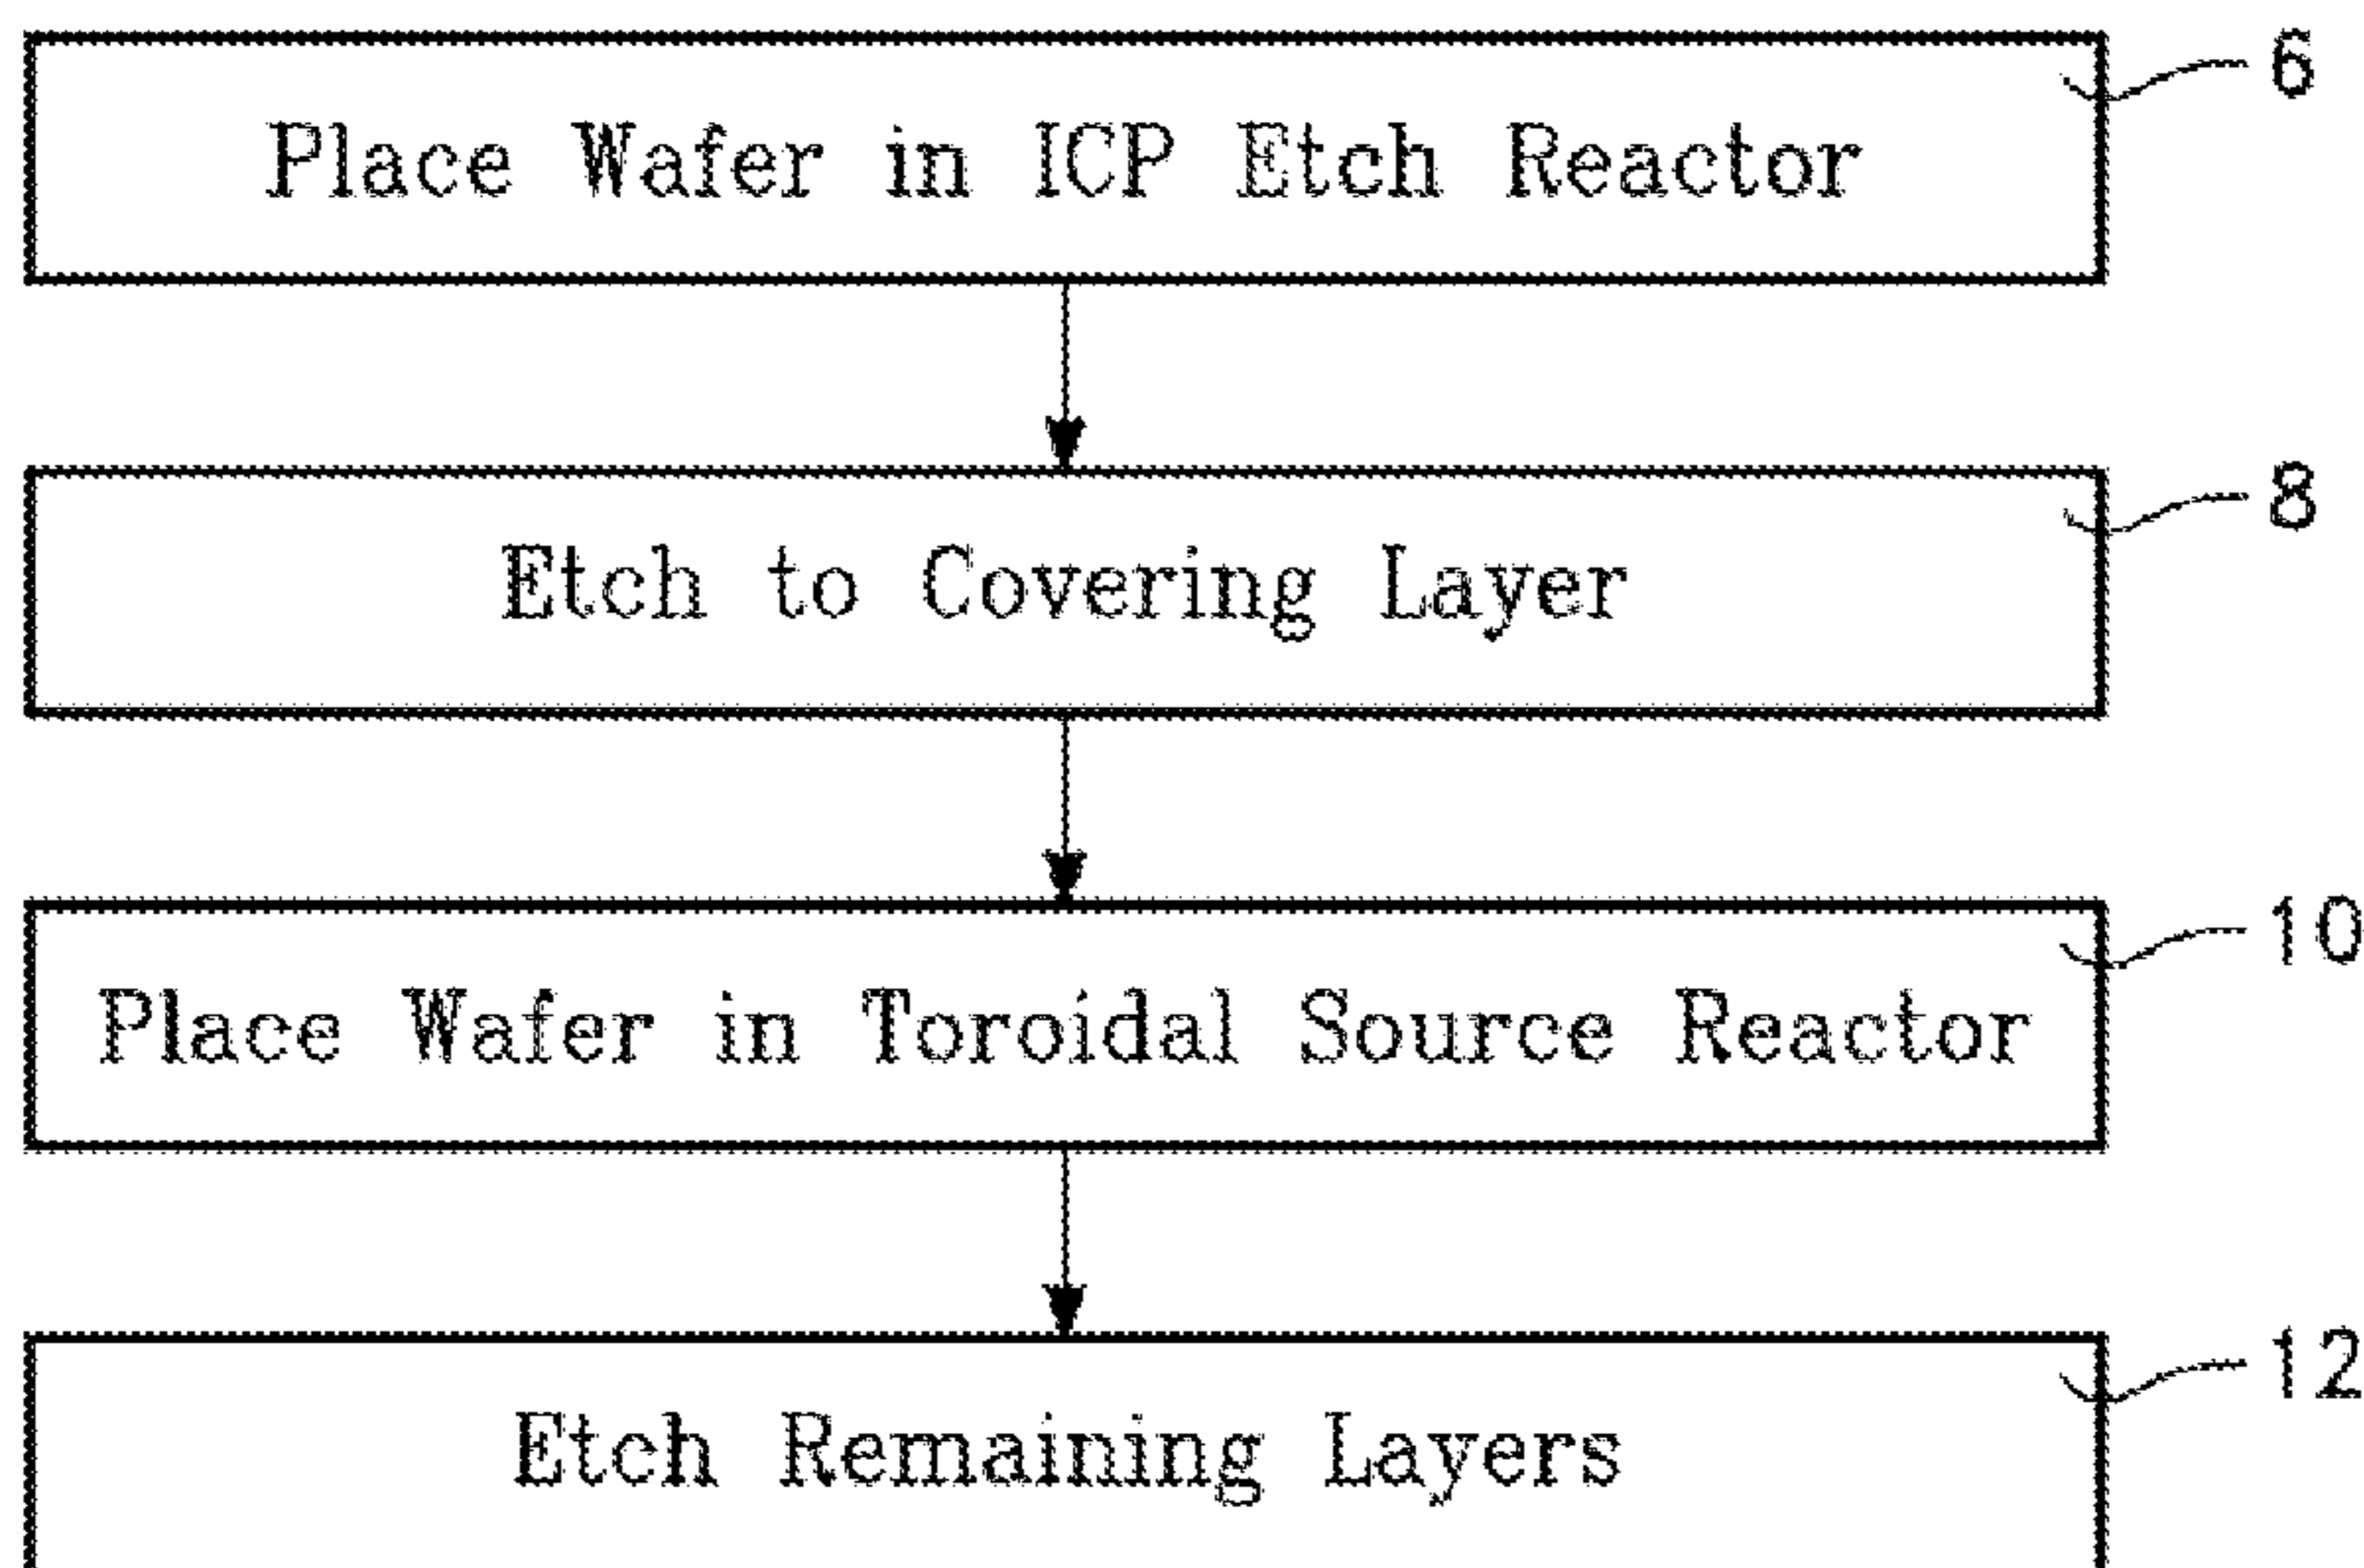 Place Wafer in ICP Etch Reactor
6
Etch to Covering Layer
8
Place Wafer in Toroidal Source Reactor
10
Etch Remaining Layers
12